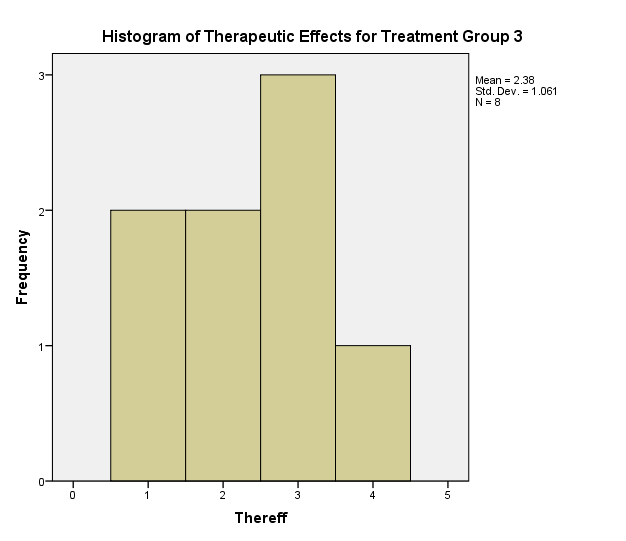 Histogram of Therapeutic Effects for Treatment Group 3
Mean = 2.38
Std. Dev. = 1.061
N = 8
3
2
1
0
Frequency
0 1 2 3 4 5
Thereff